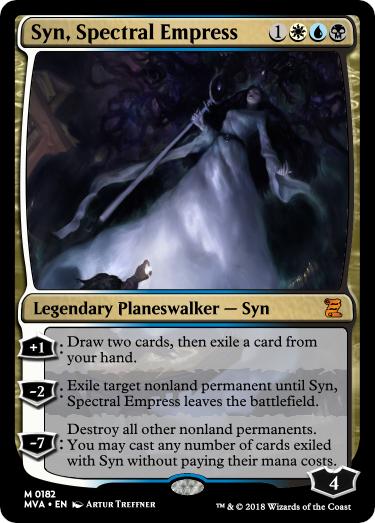 Syn, Spectral Empress 1
Legendary Planeswalker — Syn
+1: Draw two cards, then exile a card from
your hand.
-2: Exile target nonland permanent until Syn,
Spectral Empress leaves the battlefield.
-7: Destroy all other nonland permanents.
You may cast any number of cards exiled
with Syn without paying their mana costs.
4
M 0182
MVA • EN Artur Treffner
™ & © 2018 Wizards of the Coast